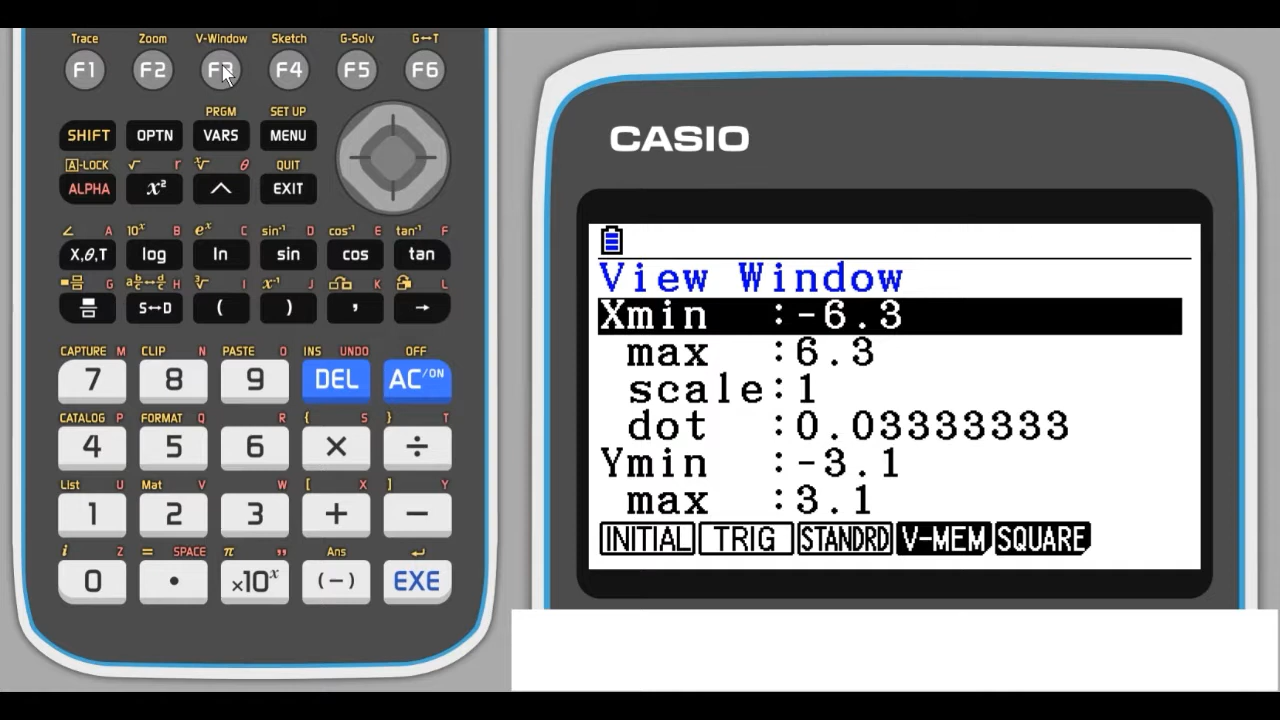 Trace Zoom V-Window Sketch G-Solv G↔T
F1 F2 F3 F4 F5 F6
PRGM SET UP
SHIFT OPTN VARS MENU
A-LOCK √ r ˣ√ θ QUIT
ALPHA x² ^ EXIT
∠ A 10ˣ B eˣ C sin⁻¹ D cos⁻¹ E tan⁻¹ F
X,θ,T log ln sin cos tan
G a b/c↔d/c H ³√ I x⁻¹ J K L
S↔D ( ) , →
CAPTURE M CLIP N PASTE O INS UNDO OFF
7 8 9 DEL AC/ON
CATALOG P FORMAT Q R { S } T
4 5 6 × ÷
List U Mat V W [ X ] Y
1 2 3 + −
i Z = SPACE π " Ans ↵
0 • ×10ˣ (−) EXE
CASIO
View Window
Xmin :-6.3
max :6.3
scale:1
dot :0.03333333
Ymin :-3.1
max :3.1
INITIAL TRIG STANDRD V-MEM SQUARE